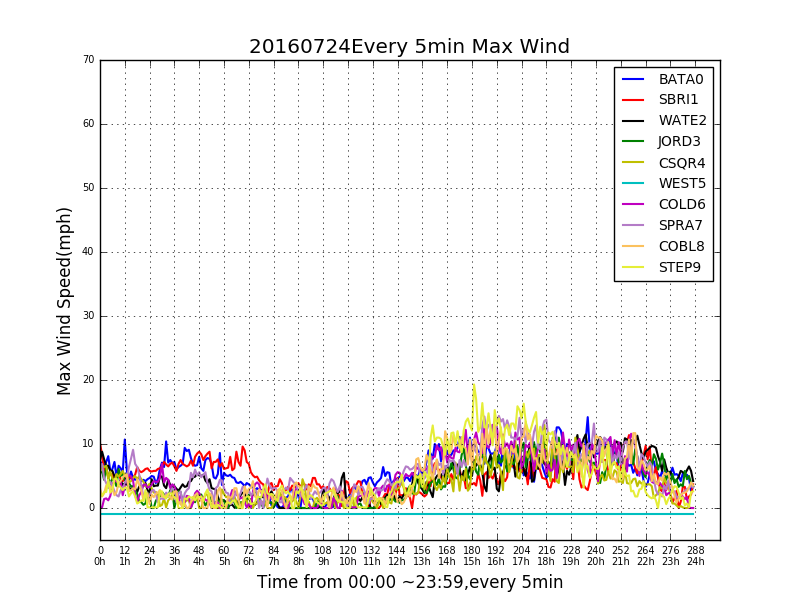 20160724Every 5min Max Wind
70
60
50
40
30
20
10
0
Max Wind Speed(mph)
BATA0
SBRI1
WATE2
JORD3
CSQR4
WEST5
COLD6
SPRA7
COBL8
STEP9
0 12 24 36 48 60 72 84 96 108 120 132 144 156 168 180 192 204 216 228 240 252 264 276 288
0h 1h 2h 3h 4h 5h 6h 7h 8h 9h 10h 11h 12h 13h 14h 15h 16h 17h 18h 19h 20h 21h 22h 23h 24h
Time from 00:00 ~23:59,every 5min